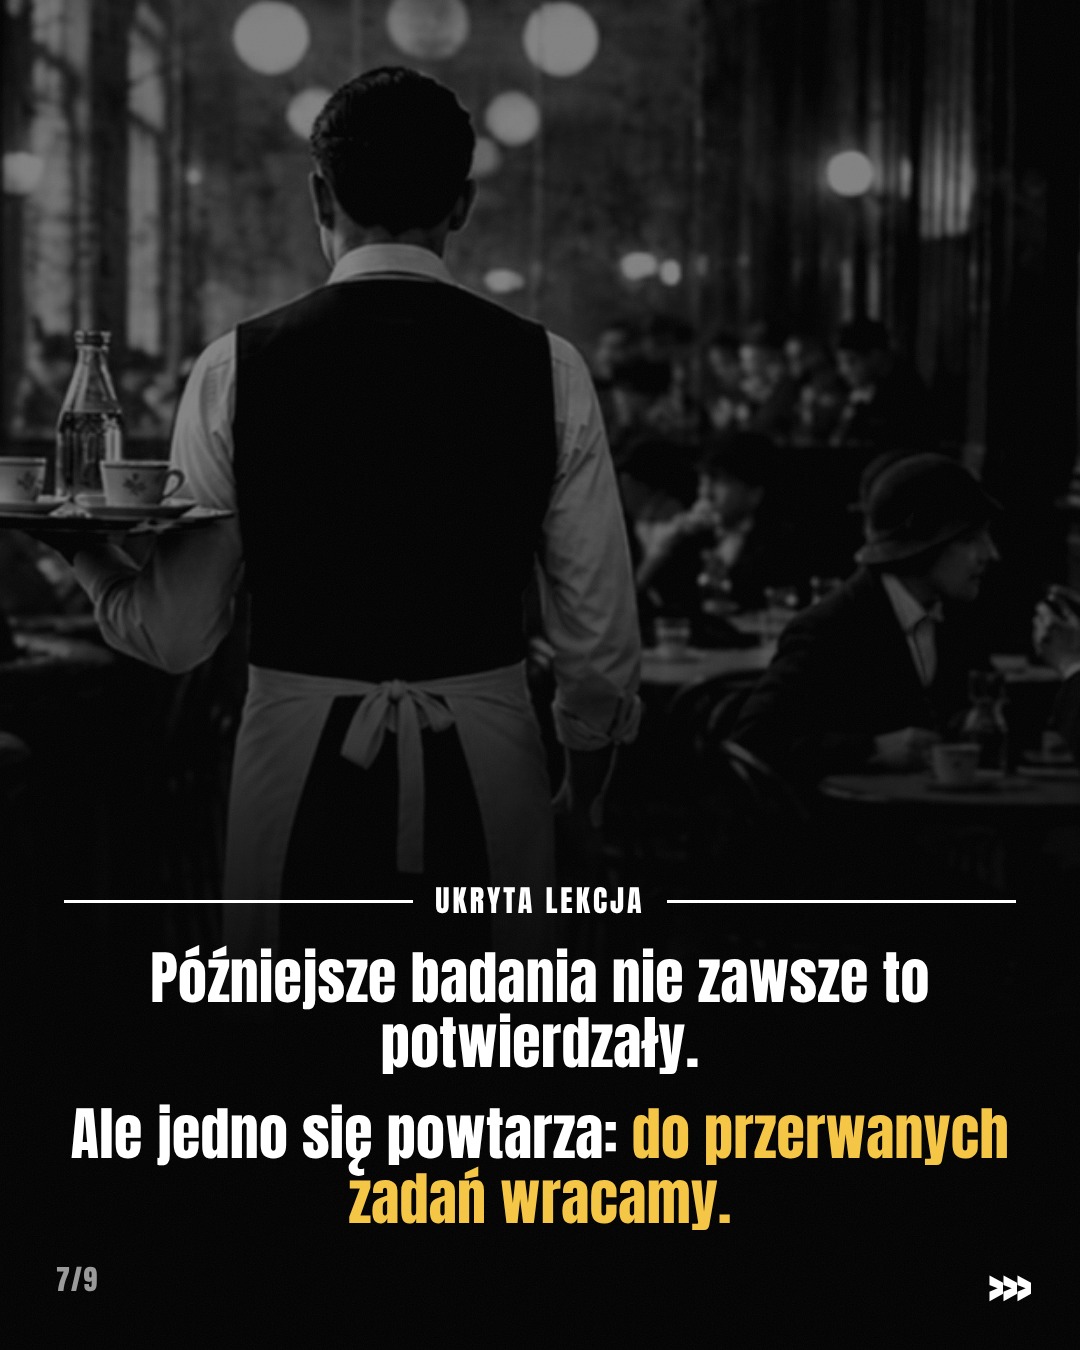 UKRYTA LEKCJA
Późniejsze badania nie zawsze to
potwierdzały.
Ale jedno się powtarza: do przerwanych
zadań wracamy.
7/9
>>>